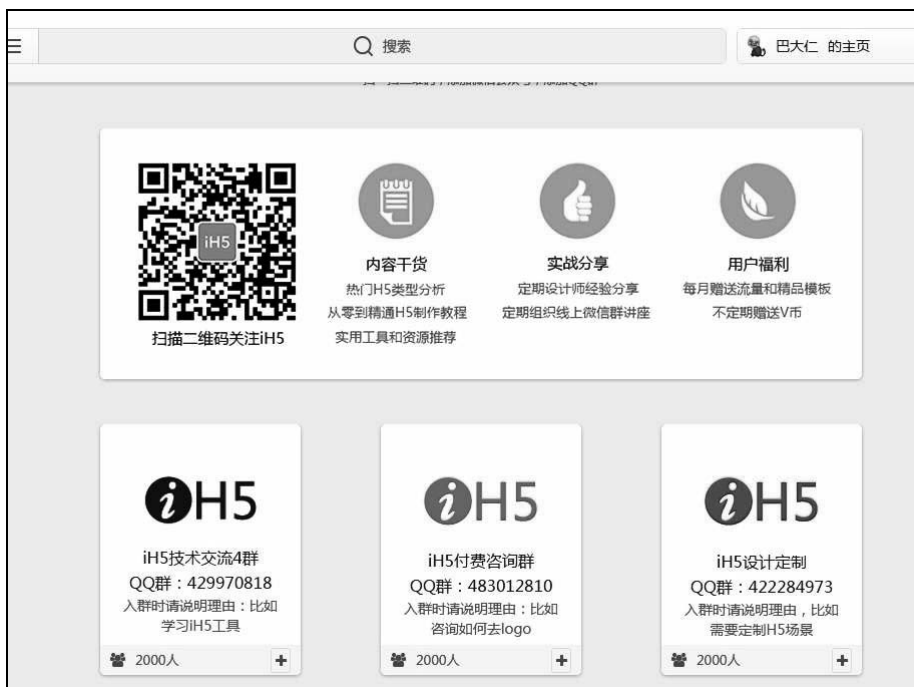 搜索
巴大仁 的主页
iH5
扫描二维码关注iH5
内容干货
热门H5类型分析
从零到精通H5制作教程
实用工具和资源推荐
实战分享
定期设计师经验分享
定期组织线上微信群讲座
用户福利
每月赠送流量和精品模板
不定期赠送V币
iH5
iH5技术交流4群
QQ群：429970818
入群时请说明理由：比如
学习iH5工具
2000人
iH5
iH5付费咨询群
QQ群：483012810
入群时请说明理由：比如
咨询如何去logo
2000人
iH5
iH5设计定制
QQ群：422284973
入群时请说明理由，比如
需要定制H5场景
2000人